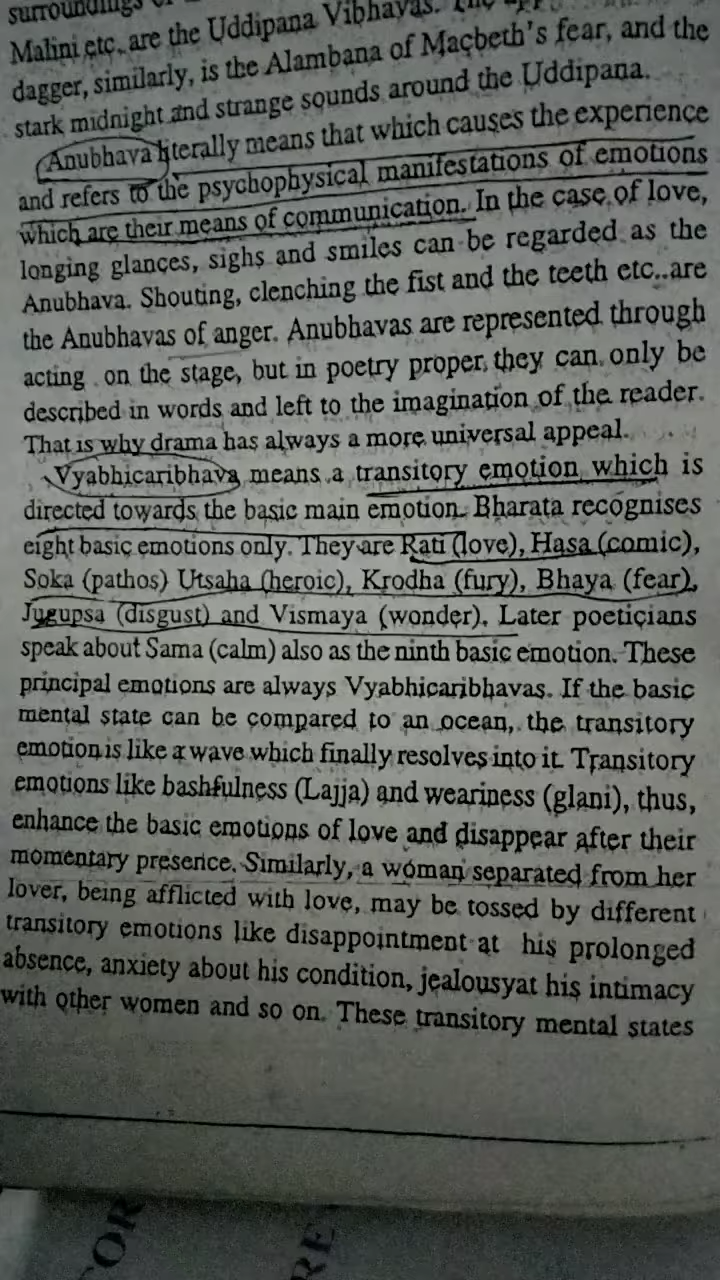 surroundings
Malini etc. are the Uddipana Vibhavas. The
dagger, similarly, is the Alambana of Macbeth's fear, and the
stark midnight and strange sounds around the Uddipana.
Anubhava literally means that which causes the experience
and refers to the psychophysical manifestations of emotions
which are their means of communication. In the case of love,
longing glances, sighs and smiles can be regarded as the
Anubhava. Shouting, clenching the fist and the teeth etc..are
the Anubhavas of anger. Anubhavas are represented through
acting on the stage, but in poetry proper, they can only be
described in words and left to the imagination of the reader.
That is why drama has always a more universal appeal.
Vyabhicaribhava means a transitory emotion which is
directed towards the basic main emotion. Bharata recognises
eight basic emotions only. They are Rati (love), Hasa (comic),
Soka (pathos) Utsaha (heroic), Krodha (fury), Bhaya (fear),
Jugupsa (disgust) and Vismaya (wonder). Later poeticians
speak about Sama (calm) also as the ninth basic emotion. These
principal emotions are always Vyabhicaribhavas. If the basic
mental state can be compared to an ocean, the transitory
emotion is like a wave which finally resolves into it. Transitory
emotions like bashfulness (Lajja) and weariness (glani), thus,
enhance the basic emotions of love and disappear after their
momentary presence. Similarly, a woman separated from her
lover, being afflicted with love, may be tossed by different
transitory emotions like disappointment at his prolonged
absence, anxiety about his condition, jealousyat his intimacy
with other women and so on. These transitory mental states